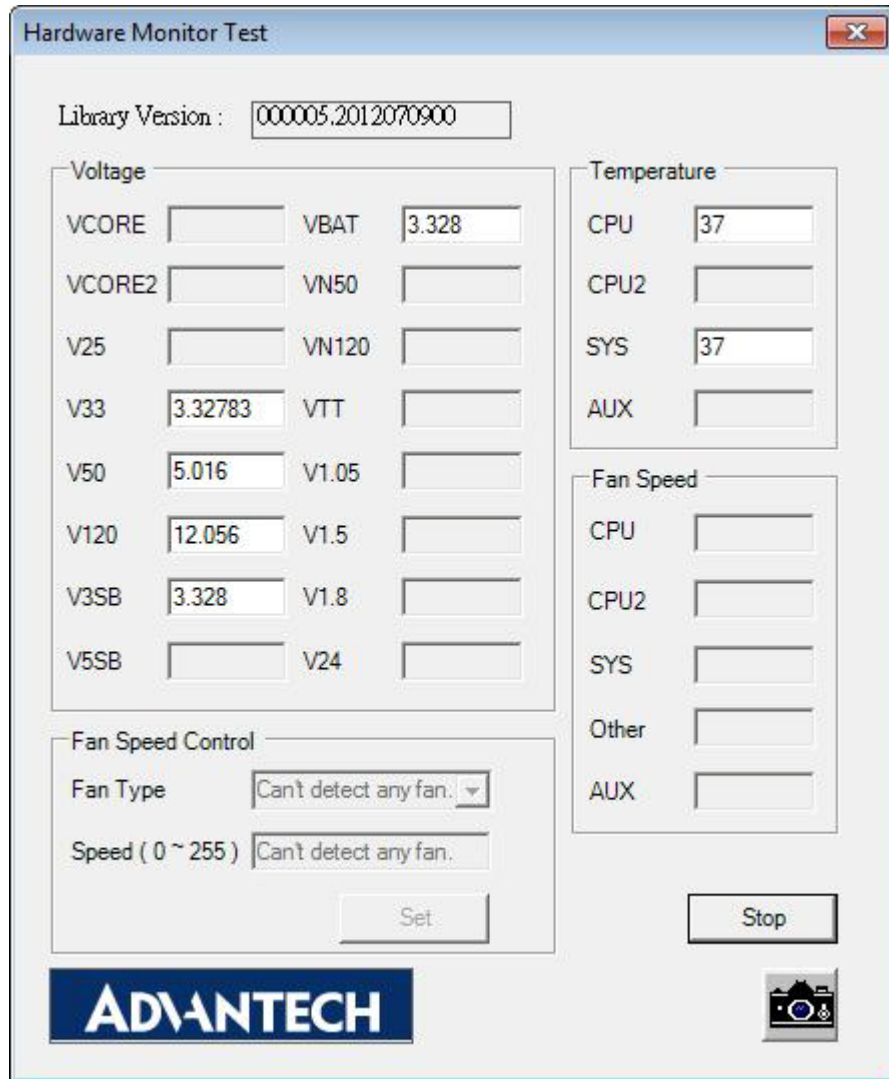 Hardware Monitor Test
Library Version : 000005.2012070900
Voltage
VCORE VBAT 3.328
VCORE2 VN50
V25 VN120
V33 3.32783 VTT
V50 5.016 V1.05
V120 12.056 V1.5
V3SB 3.328 V1.8
V5SB V24
Temperature
CPU 37
CPU2
SYS 37
AUX
Fan Speed
CPU
CPU2
SYS
Other
AUX
Fan Speed Control
Fan Type Can't detect any fan.
Speed ( 0 ~ 255 ) Can't detect any fan.
Set
Stop
ADVANTECH